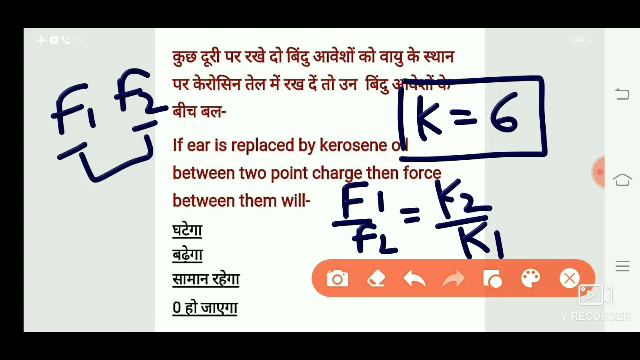 कुछ दूरी पर रखे दो बिंदु आवेशों को वायु के स्थान
पर केरोसिन तेल में रख दें तो उन बिंदु आवेशों के
बीच बल-
F1 F2
K = 6
If ear is replaced by kerosene oil
between two point charge then force
between them will-
F1/F2 = K2/K1
घटेगा
बढ़ेगा
सामान रहेगा
0 हो जाएगा
V RECORDER